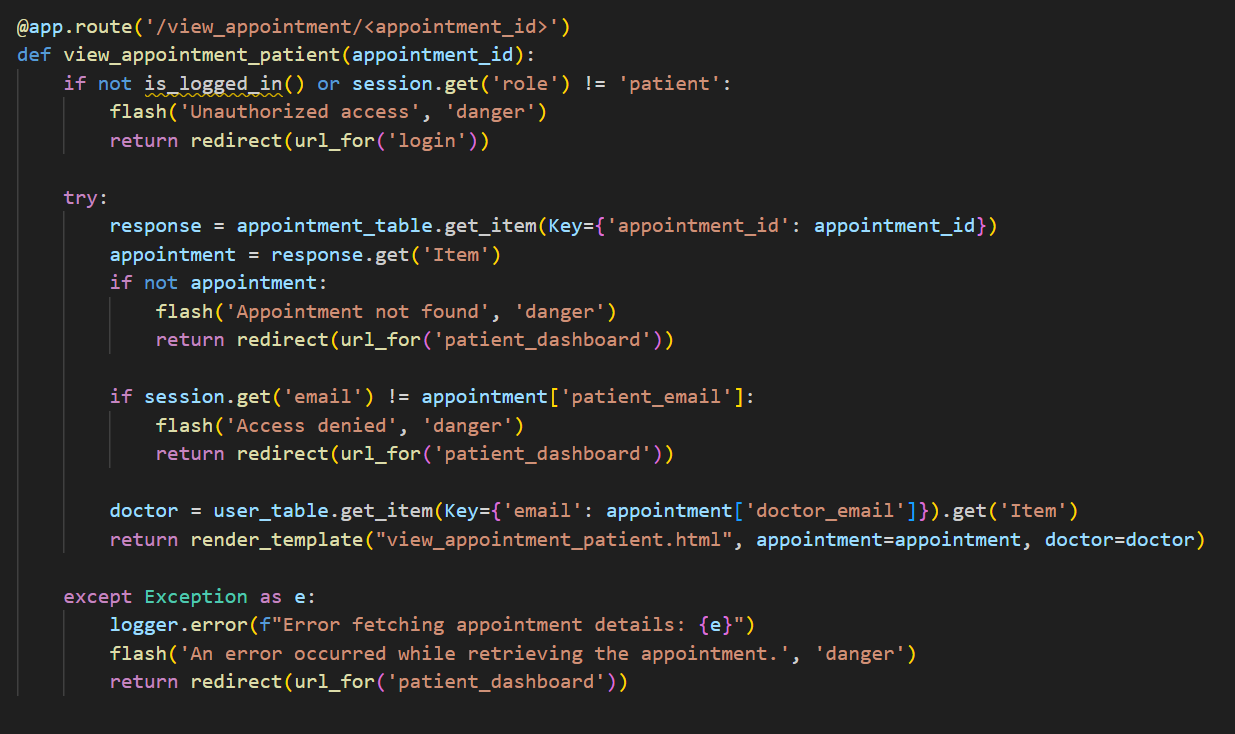 @app.route('/view_appointment/<appointment_id>')
def view_appointment_patient(appointment_id):
    if not is_logged_in() or session.get('role') != 'patient':
        flash('Unauthorized access', 'danger')
        return redirect(url_for('login'))

    try:
        response = appointment_table.get_item(Key={'appointment_id': appointment_id})
        appointment = response.get('Item')
        if not appointment:
            flash('Appointment not found', 'danger')
            return redirect(url_for('patient_dashboard'))

        if session.get('email') != appointment['patient_email']:
            flash('Access denied', 'danger')
            return redirect(url_for('patient_dashboard'))

        doctor = user_table.get_item(Key={'email': appointment['doctor_email']}).get('Item')
        return render_template("view_appointment_patient.html", appointment=appointment, doctor=doctor)

    except Exception as e:
        logger.error(f"Error fetching appointment details: {e}")
        flash('An error occurred while retrieving the appointment.', 'danger')
        return redirect(url_for('patient_dashboard'))